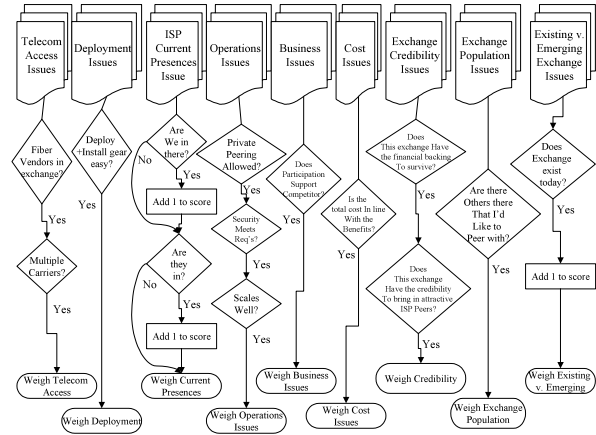 Telecom
Access
Issues
Deployment
Issues
ISP
Current
Presences
Issue
Operations
Issues
Business
Issues
Cost
Issues
Exchange
Credibility
Issues
Exchange
Population
Issues
Existing v.
Emerging
Exchange
Issues
Fiber
Vendors in
exchange?
Yes
Multiple
Carriers?
Yes
Weigh Telecom
Access
Deploy
+Install gear
easy?
Yes
Weigh Deployment
Are
We in
there?
No
Yes
Add 1 to score
Are
they
in?
No
Yes
Add 1 to score
Weigh Current
Presences
Private
Peering
Allowed?
Yes
Security
Meets
Req's?
Yes
Scales
Well?
Yes
Weigh Operations
Issues
Does
Participation
Support
Competitor?
Yes
Weigh Business
Issues
Is the
total cost In line
With the
Benefits?
Yes
Weigh Cost
Issues
Does
This exchange Have
the financial backing
To survive?
Yes
Does
This exchange
Have the credibility
To bring in attractive
ISP Peers?
Yes
Weigh Credibility
Are there
Others there
That I'd
Like to
Peer with?
Yes
Weigh Exchange
Population
Does
Exchange
exist
today?
Yes
Add 1 to score
Weigh Existing
v. Emerging